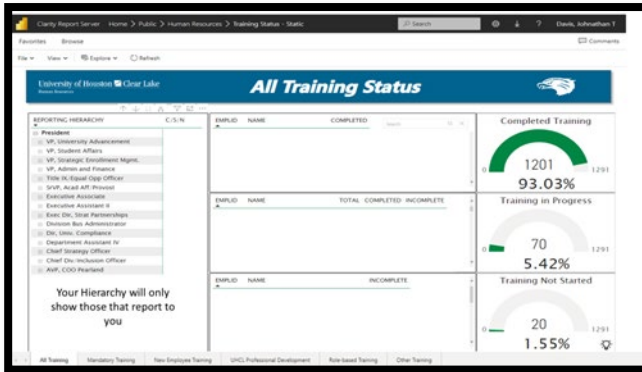 Clarity Report Server Home > Public > Human Resources > Training Status - Static
Search
? Davis, Johnathan T
Favorites Browse
Comments
File View Explore Refresh
University of Houston Clear Lake
Human Resources
All Training Status
REPORTING HIERARCHY C/S/N
President
VP, University Advancement
VP, Student Affairs
VP, Strategic Enrollment Mgmt.
VP, Admin and Finance
Title IX/Equal Opp Officer
SrVP, Acad Aff/Provost
Executive Associate
Executive Assistant II
Exec Dir, Strat Partnerships
Division Bus Administrator
Dir, Univ. Compliance
Department Assistant IV
Chief Strategy Officer
Chief Div/Inclusion Officer
AVP, COO Pearland
Your Hierarchy will only
show those that report to
you
EMPLID NAME COMPLETED
Search
EMPLID NAME TOTAL COMPLETED INCOMPLETE
EMPLID NAME INCOMPLETE
Completed Training
1201
0 1291
93.03%
Training in Progress
70
0 1291
5.42%
Training Not Started
20
0 1291
1.55%
All Training Mandatory Training New Employee Training UHCL Professional Development Role-based Training Other Training